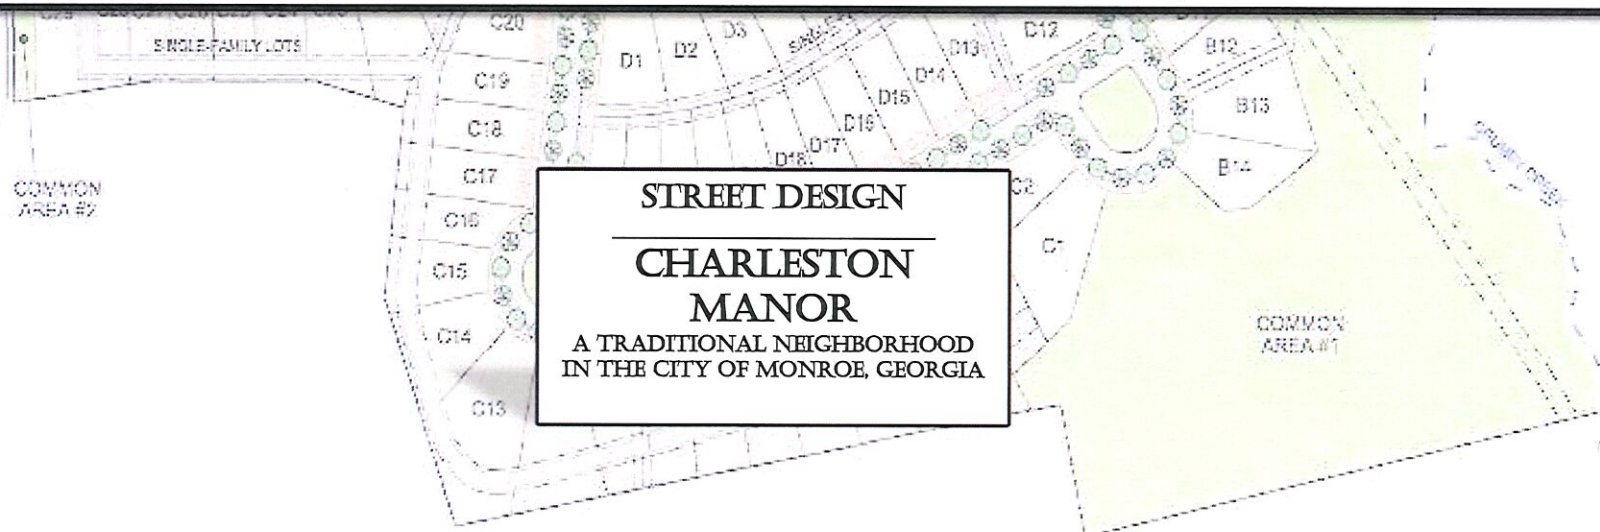 C20
SINGLE-FAMILY LOTS
D1
D2
D3
D12
D13
B12
C19
D14
D15
B13
C18
D16
D17
D18
B14
C17
C2
COMMON
AREA #2
STREET DESIGN
C16
C1
CHARLESTON
MANOR
C15
A TRADITIONAL NEIGHBORHOOD
IN THE CITY OF MONROE, GEORGIA
C14
COMMON
AREA #1
C13